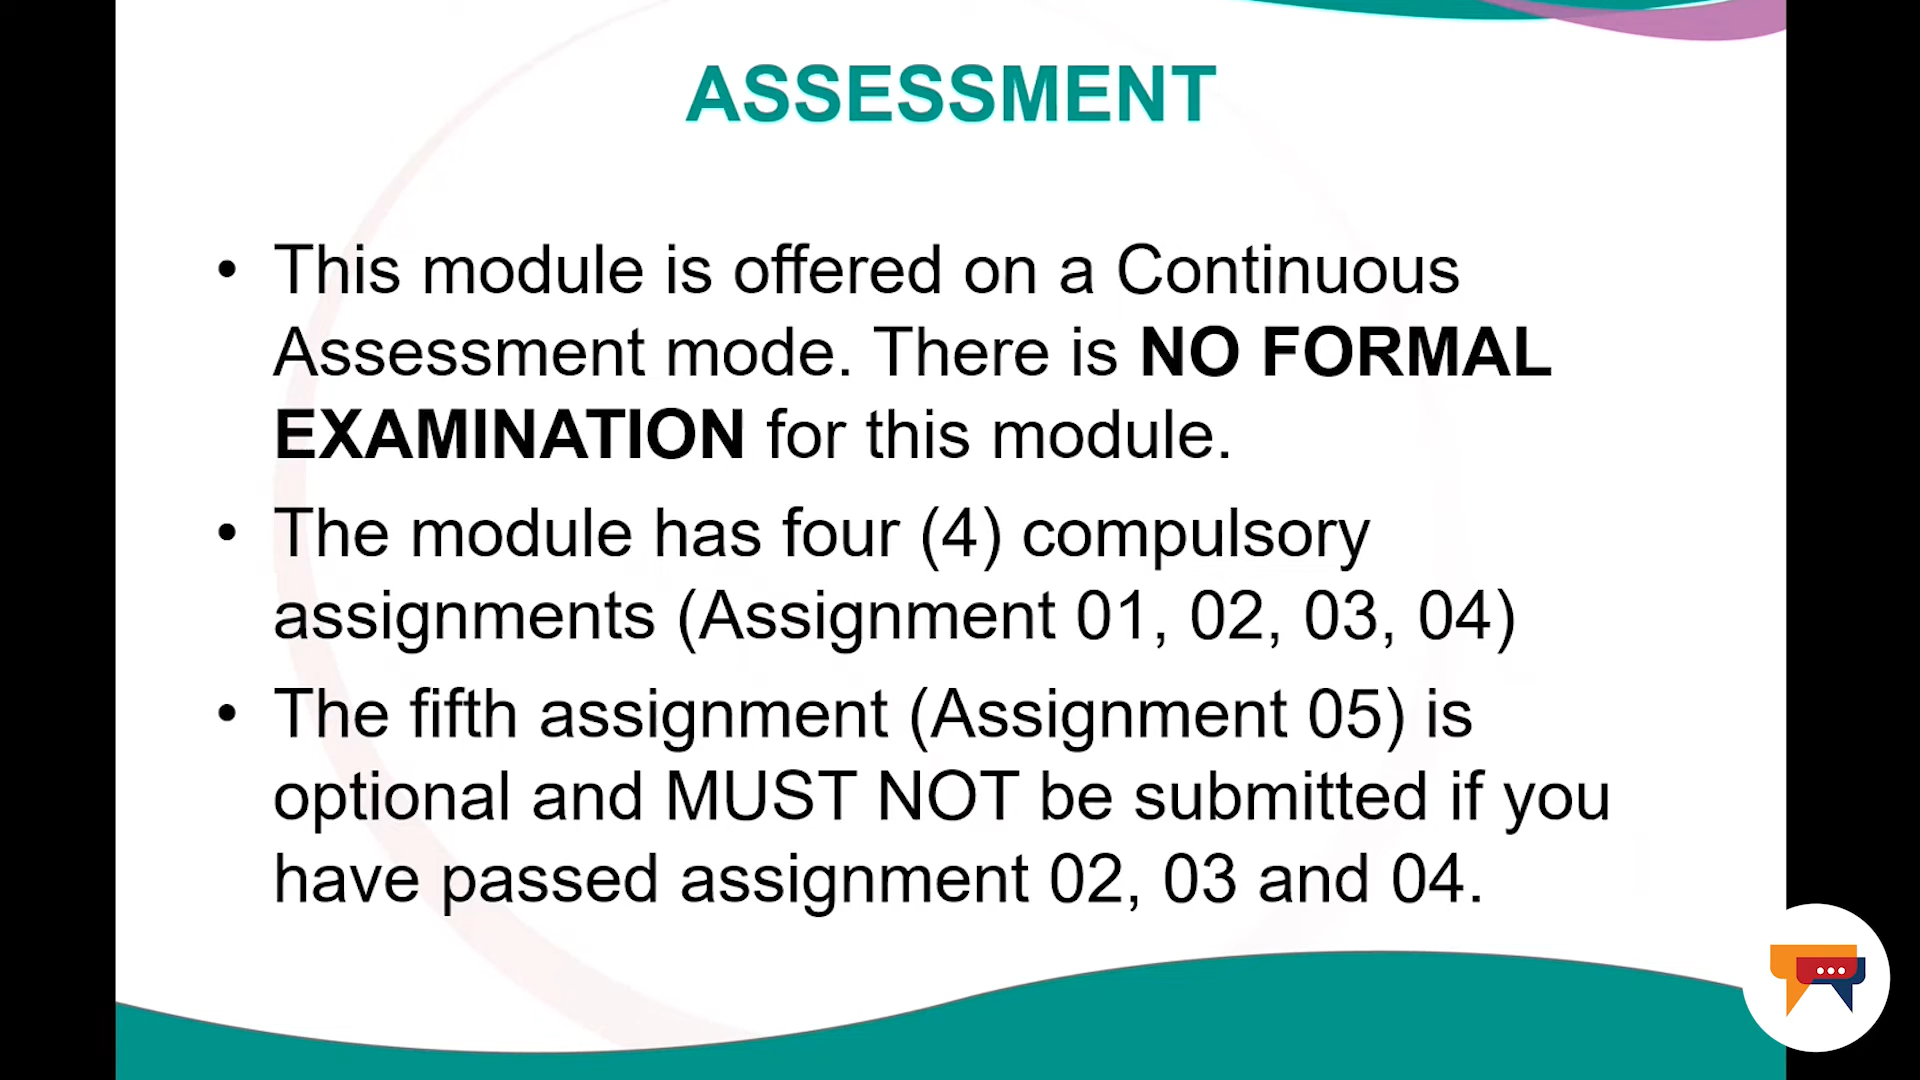 ASSESSMENT
• This module is offered on a Continuous
Assessment mode. There is NO FORMAL
EXAMINATION for this module.
• The module has four (4) compulsory
assignments (Assignment 01, 02, 03, 04)
• The fifth assignment (Assignment 05) is
optional and MUST NOT be submitted if you
have passed assignment 02, 03 and 04.